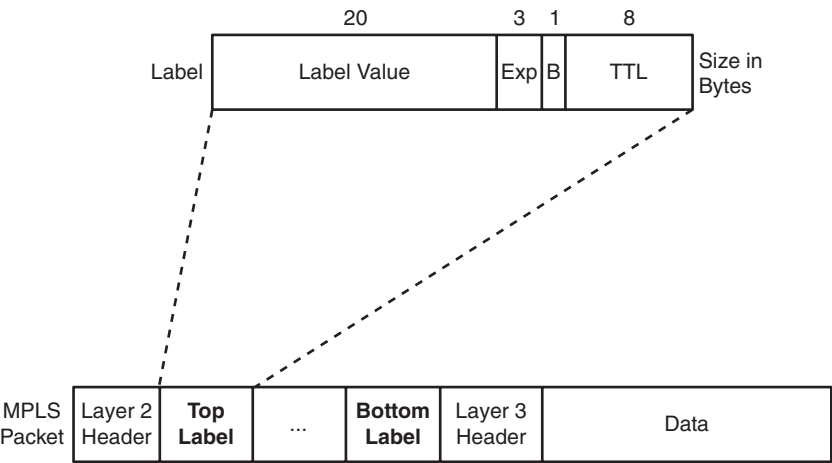 20 3 1 8
Label Label Value Exp B TTL Size in
Bytes
MPLS
Packet
Layer 2
Header
Top
Label
...
Bottom
Label
Layer 3
Header
Data